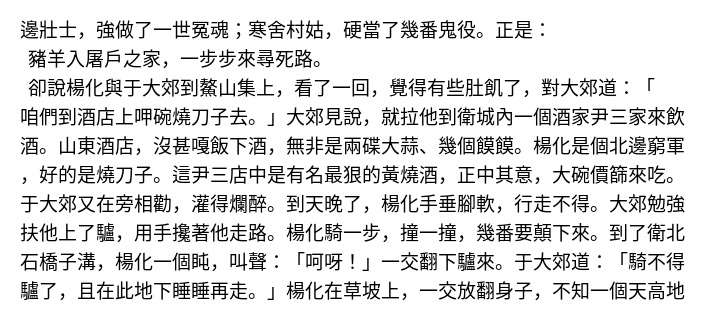 邊壯士，強做了一世冤魂；寒舍村姑，硬當了幾番鬼役。正是：
豬羊入屠戶之家，一步步來尋死路。
卻說楊化與于大郊到鰲山集上，看了一回，覺得有些肚飢了，對大郊道：「
咱們到酒店上呷碗燒刀子去。」大郊見說，就拉他到衛城內一個酒家尹三家來飲
酒。山東酒店，沒甚嘎飯下酒，無非是兩碟大蒜、幾個饃饃。楊化是個北邊窮軍
，好的是燒刀子。這尹三店中是有名最狠的黃燒酒，正中其意，大碗價篩來吃。
于大郊又在旁相勸，灌得爛醉。到天晚了，楊化手垂腳軟，行走不得。大郊勉強
扶他上了驢，用手攙著他走路。楊化騎一步，撞一撞，幾番要顛下來。到了衛北
石橋子溝，楊化一個盹，叫聲：「呵呀！」一交翻下驢來。于大郊道：「騎不得
驢了，且在此地下睡睡再走。」楊化在草坡上，一交放翻身子，不知一個天高地